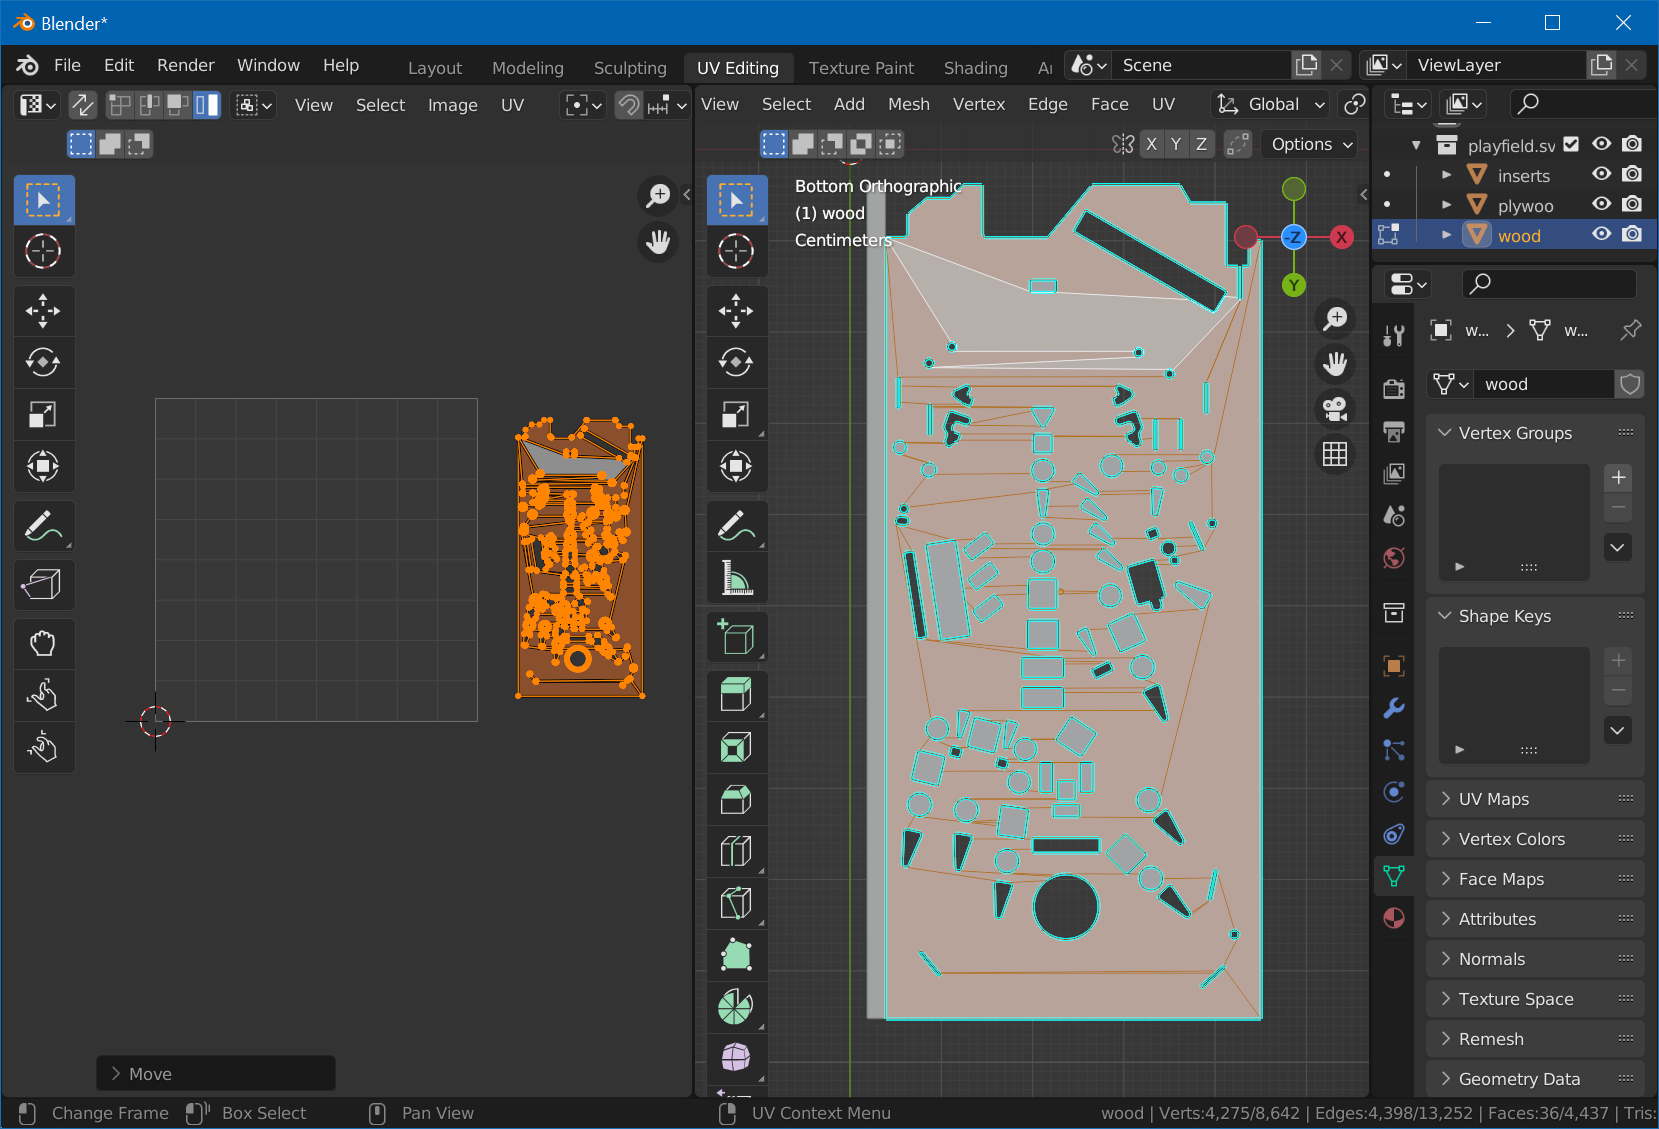 Blender*
File Edit Render Window Help
Layout Modeling Sculpting UV Editing Texture Paint Shading
Scene
ViewLayer
View Select Image UV
View Select Add Mesh Vertex Edge Face UV
Global
X Y Z
Options
playfield.sv
inserts
plywoo
wood
Bottom Orthographic
(1) wood
Centimeters
-Z
X
Y
w...
w...
wood
Vertex Groups
Shape Keys
UV Maps
Vertex Colors
Face Maps
Attributes
Normals
Texture Space
Remesh
Geometry Data
Move
Change Frame
Box Select
Pan View
UV Context Menu
wood | Verts:4,275/8,642 | Edges:4,398/13,252 | Faces:36/4,437 | Tris: